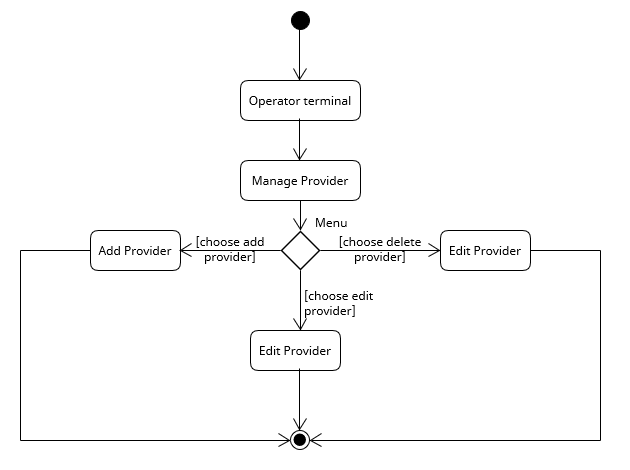 Operator terminal
Manage Provider
Menu
[choose add
provider]
[choose delete
provider]
Add Provider
Edit Provider
[choose edit
provider]
Edit Provider